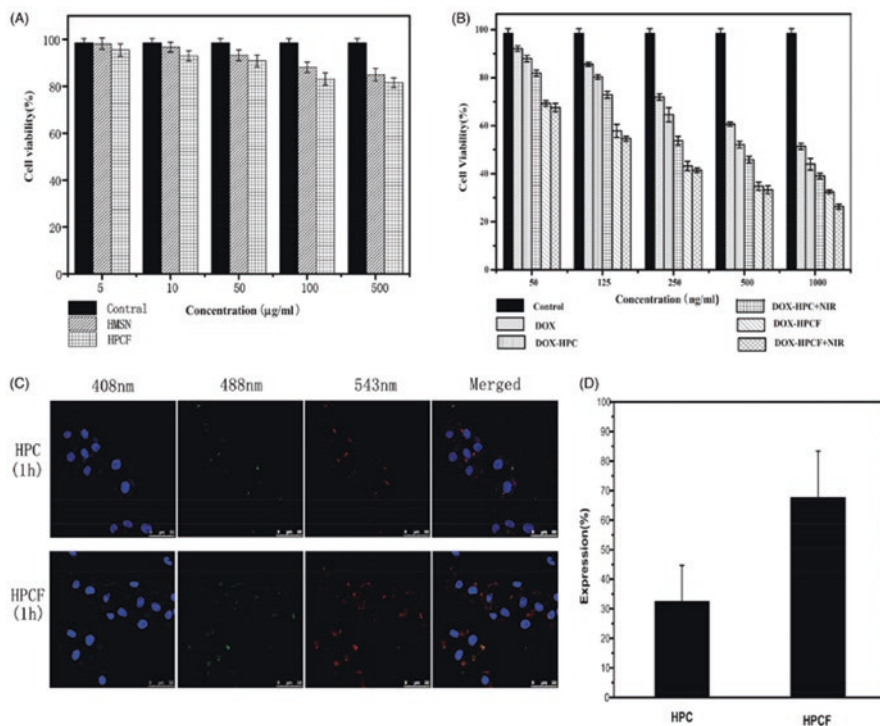 (A)
Cell viability(%)
100
80
60
40
20
0
5 10 50 100 500
Concentration (µg/ml)
Contral
HMSN
HPCF
(B)
Cell Viability(%)
100
80
60
40
20
0
50 125 250 500 1000
Concentration (ng/ml)
Control
DOX
DOX-HPC
DOX-HPC+NIR
DOX-HPCF
DOX-HPCF+NIR
(C)
408nm 488nm 543nm Merged
HPC
(1h)
HPCF
(1h)
(D)
Expression(%)
100
90
80
70
60
50
40
30
20
10
0
HPC HPCF